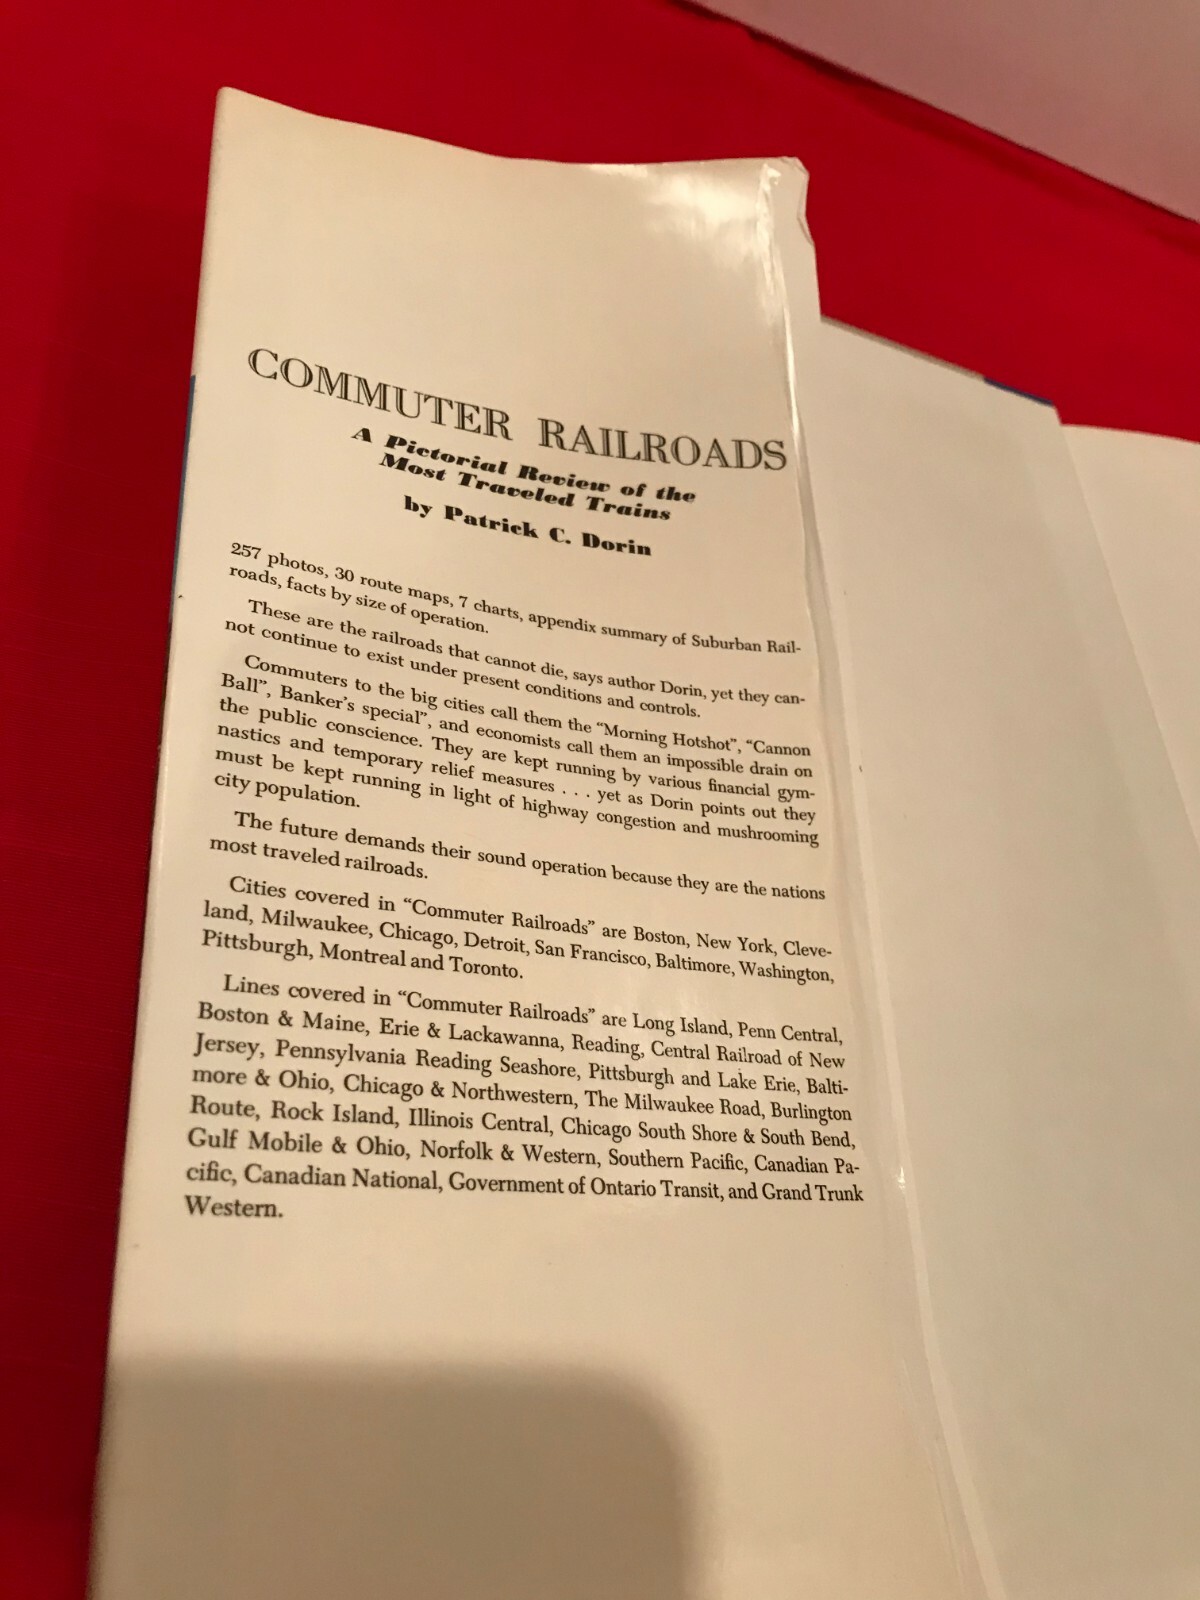 COMMUTER RAILROADS
A Pictorial Review of the
Most Traveled Trains
by Patrick C. Dorin
257 photos, 30 route maps, 7 charts, appendix summary of Suburban Rail-
roads, facts by size of operation.
These are the railroads that cannot die, says author Dorin, yet they can-
not continue to exist under present conditions and controls.
Commuters to the big cities call them the “Morning Hotshot”, “Cannon
Ball”, Banker's special”, and economists call them an impossible drain on
the public conscience. They are kept running by various financial gym-
nastics and temporary relief measures . . . yet as Dorin points out they
must be kept running in light of highway congestion and mushrooming
city population.
The future demands their sound operation because they are the nations
most traveled railroads.
Cities covered in “Commuter Railroads” are Boston, New York, Cleve-
land, Milwaukee, Chicago, Detroit, San Francisco, Baltimore, Washington,
Pittsburgh, Montreal and Toronto.
Lines covered in “Commuter Railroads” are Long Island, Penn Central,
Boston & Maine, Erie & Lackawanna, Reading, Central Railroad of New
Jersey, Pennsylvania Reading Seashore, Pittsburgh and Lake Erie, Balti-
more & Ohio, Chicago & Northwestern, The Milwaukee Road, Burlington
Route, Rock Island, Illinois Central, Chicago South Shore & South Bend,
Gulf Mobile & Ohio, Norfolk & Western, Southern Pacific, Canadian Pa-
cific, Canadian National, Government of Ontario Transit, and Grand Trunk
Western.